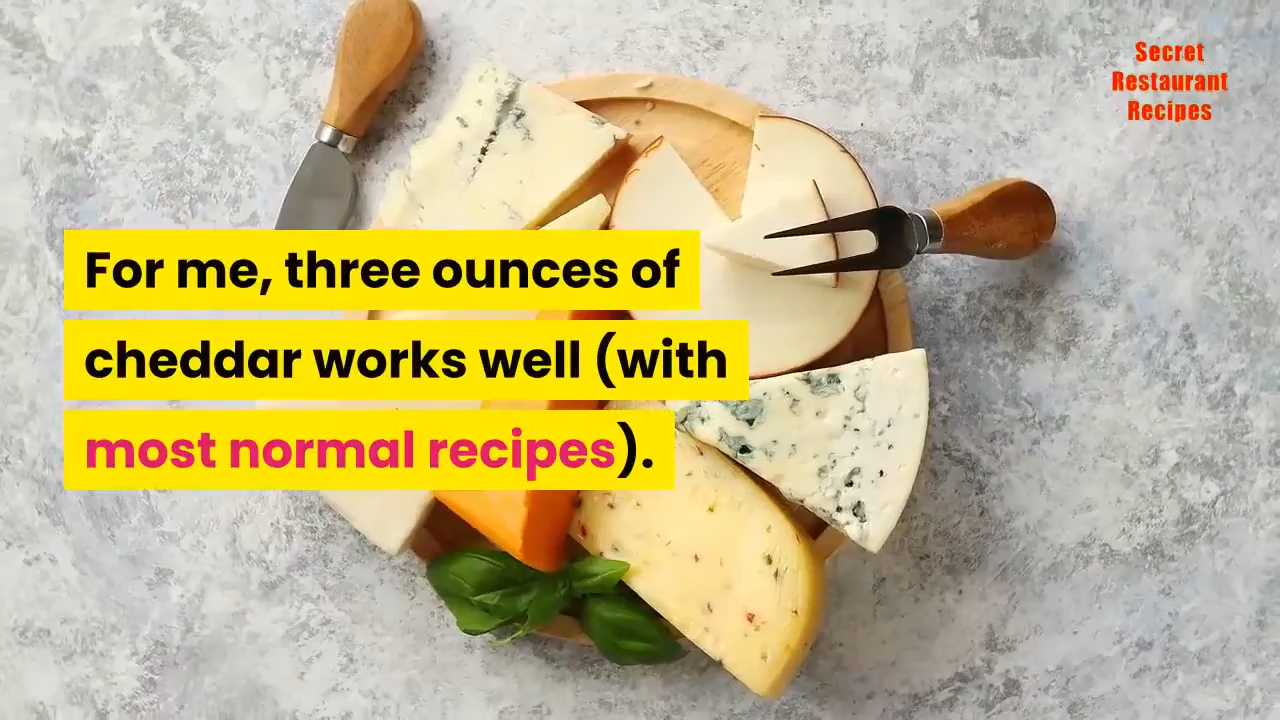 Secret
Restaurant
Recipes
For me, three ounces of
cheddar works well (with
most normal recipes).